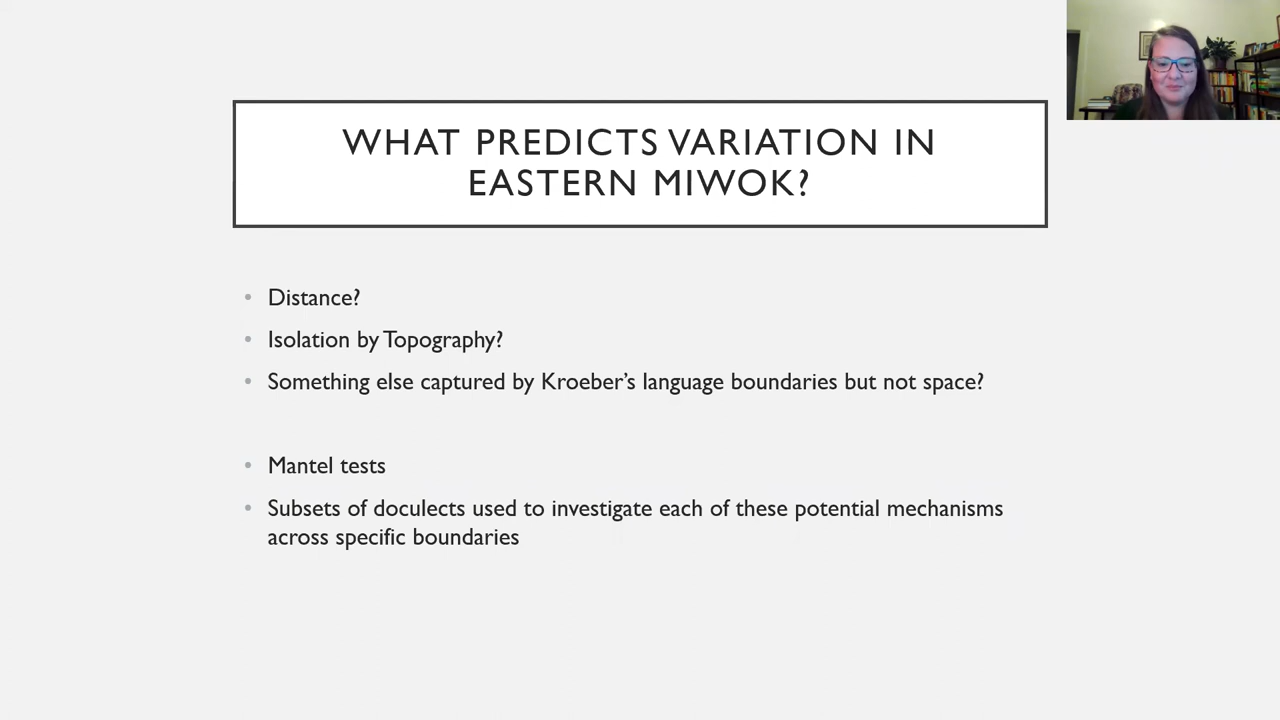 WHAT PREDICTS VARIATION IN
EASTERN MIWOK?
• Distance?
• Isolation by Topography?
• Something else captured by Kroeber’s language boundaries but not space?
• Mantel tests
• Subsets of doculects used to investigate each of these potential mechanisms
across specific boundaries